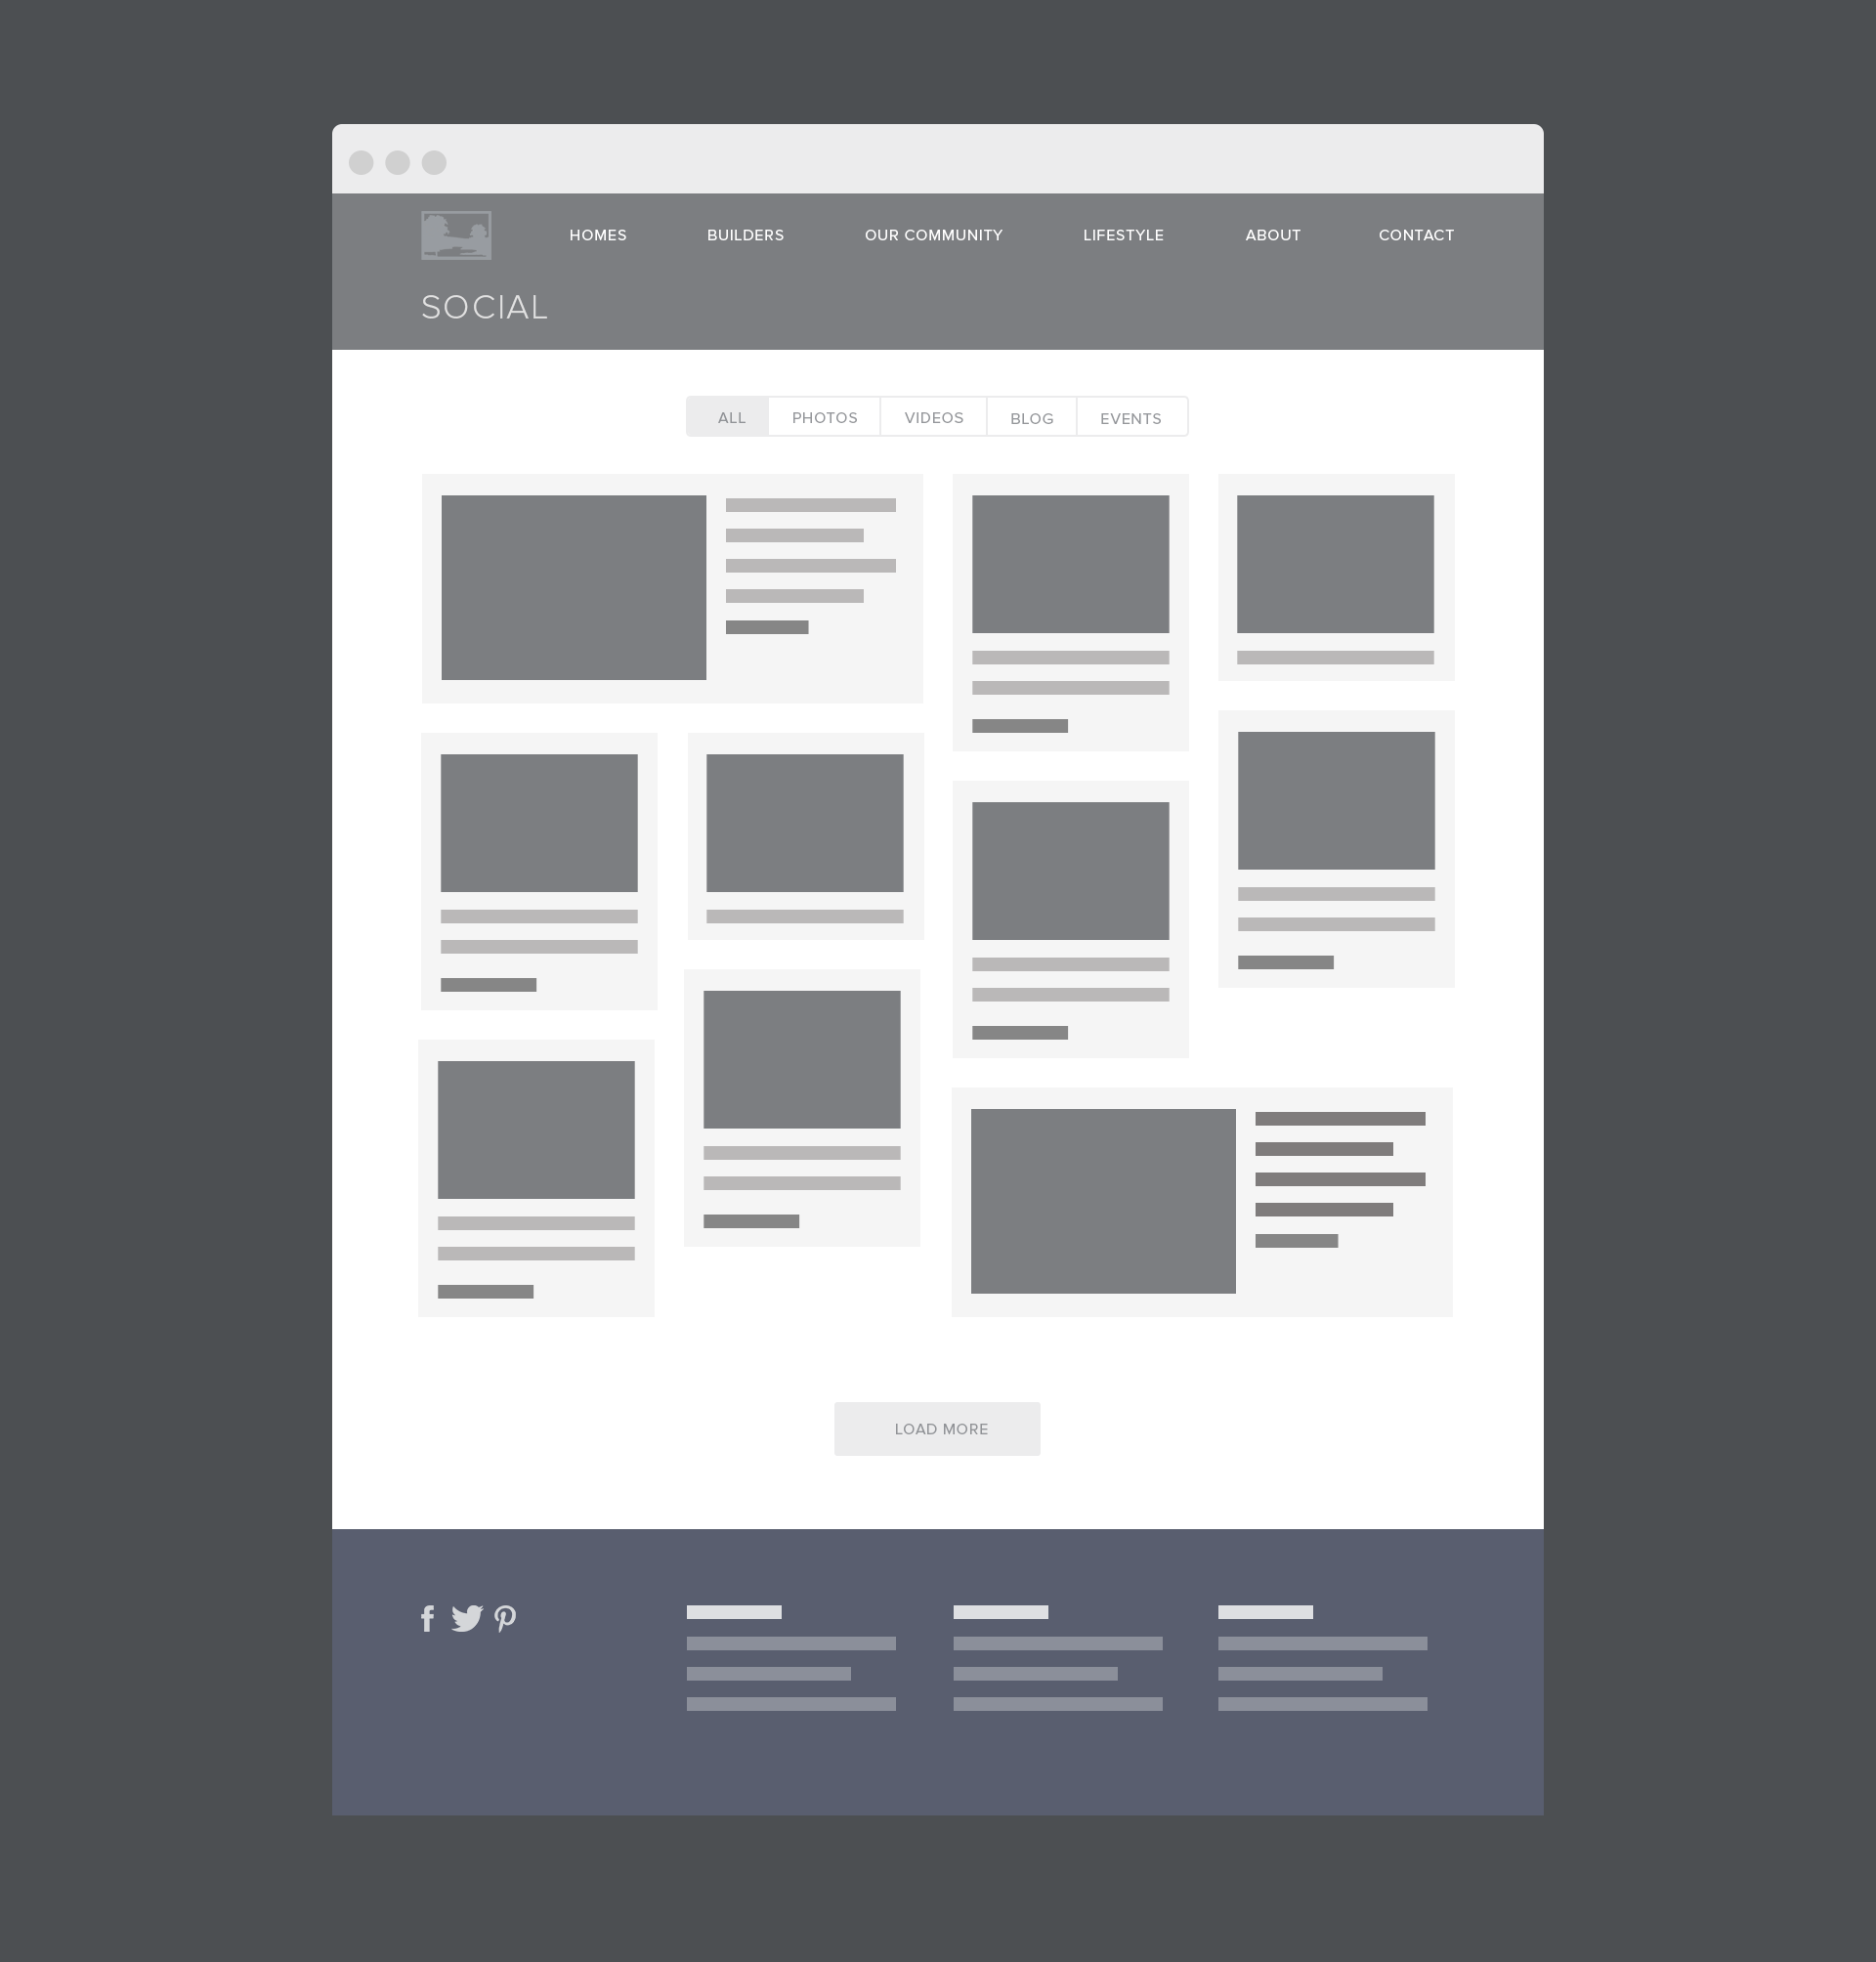 HOMES BUILDERS OUR COMMUNITY LIFESTYLE ABOUT CONTACT
SOCIAL
ALL PHOTOS VIDEOS BLOG EVENTS
LOAD MORE